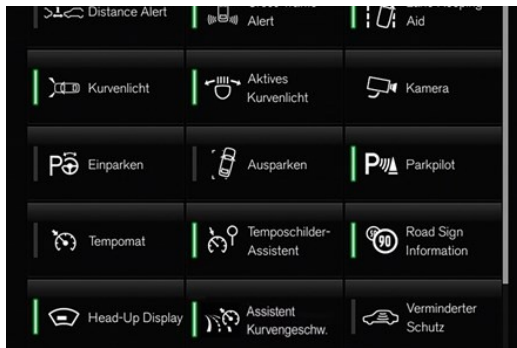 Distance Alert
Alert
Aid
Kurvenlicht
Aktives
Kurvenlicht
Kamera
Einparken
Ausparken
Parkpilot
Tempomat
Temposchilder-
Assistent
90
Road Sign
Information
Head-Up Display
Assistent
Kurvengeschw.
Verminderter
Schutz